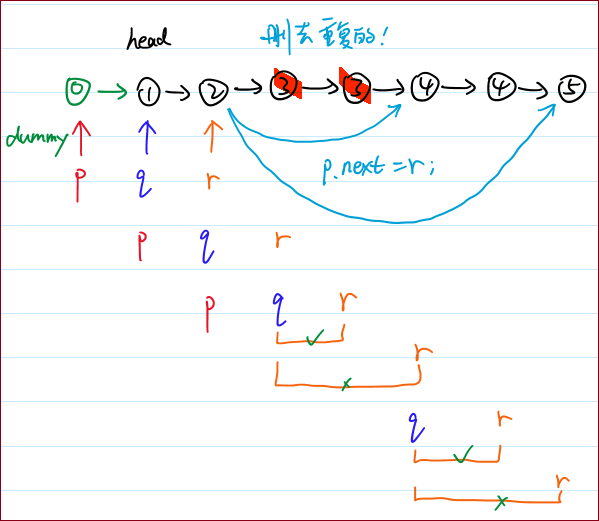 head 删去重复的!
0 1 2 3 3 4 4 5
dummy
p.next = r;
p q r
p q r
p q r
r
q r
r